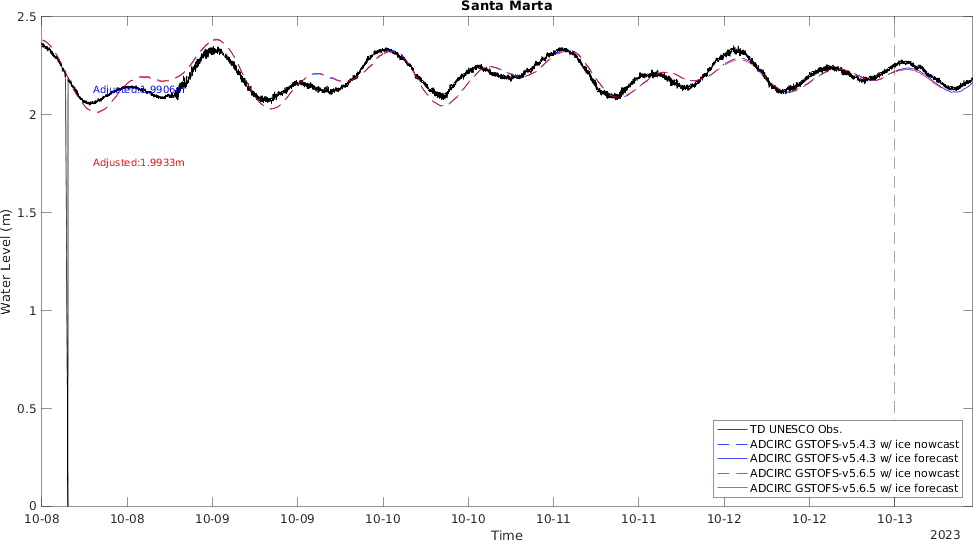 Santa Marta
2.5
2
1.5
1
0.5
0
Water Level (m)
Adjusted:1.9906m
Adjusted:1.9933m
TD UNESCO Obs.
ADCIRC GSTOFS-v5.4.3 w/ ice nowcast
ADCIRC GSTOFS-v5.4.3 w/ ice forecast
ADCIRC GSTOFS-v5.6.5 w/ ice nowcast
ADCIRC GSTOFS-v5.6.5 w/ ice forecast
10-08 10-08 10-09 10-09 10-10 10-10 10-11 10-11 10-12 10-12 10-13
Time
2023